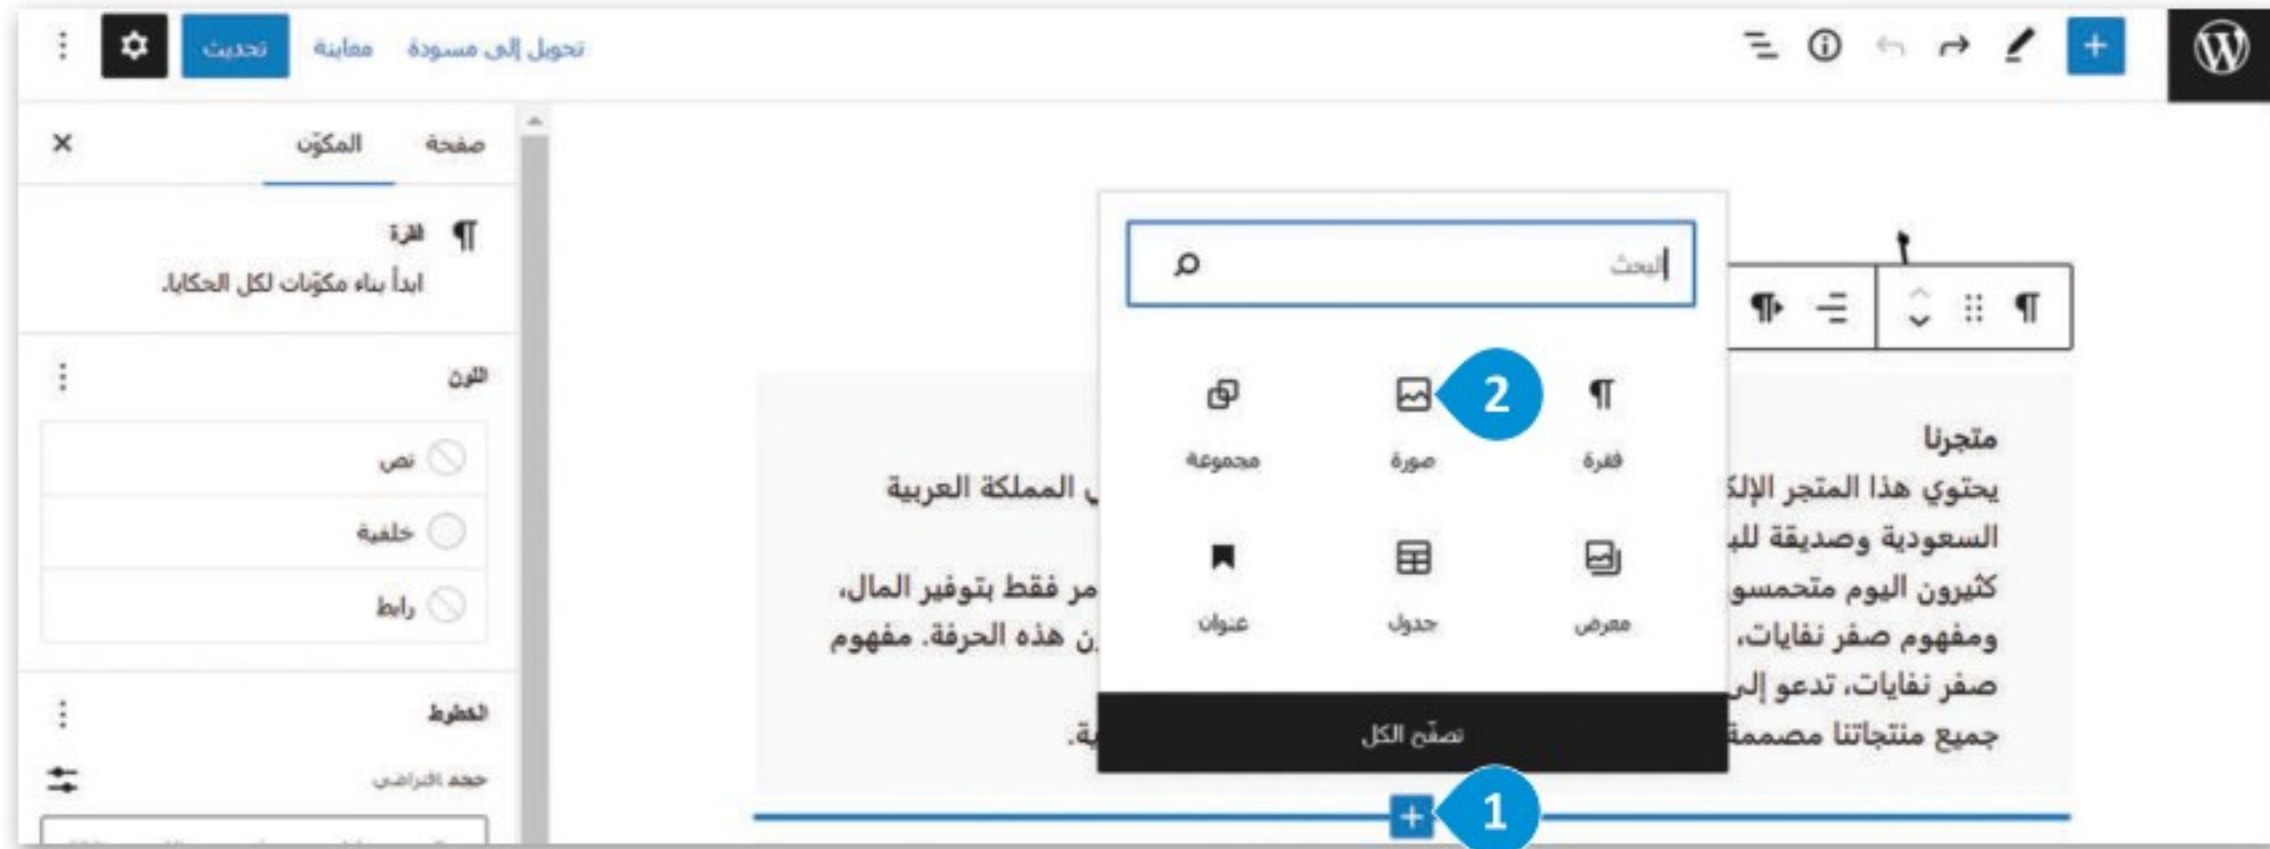 تحويل إلى مسودة
معاينة
تحديث
صفحة
المكوّن
فقرة
ابدأ بناء مكوّنات لكل الحكايا.
اللون
نص
خلفية
رابط
الخطوط
حجم افتراضي
البحث
فقرة
صورة
مجموعة
2
معرض
جدول
عنوان
تصفّح الكل
1
متجرنا
يحتوي هذا المتجر الإلك ي المملكة العربية
السعودية وصديقة للبـ
كثيرون اليوم متحمسو مر فقط بتوفير المال،
ومفهوم صفر نفايات، ن هذه الحرفة. مفهوم
صفر نفايات، تدعو إلى
جميع منتجاتنا مصممة ية.